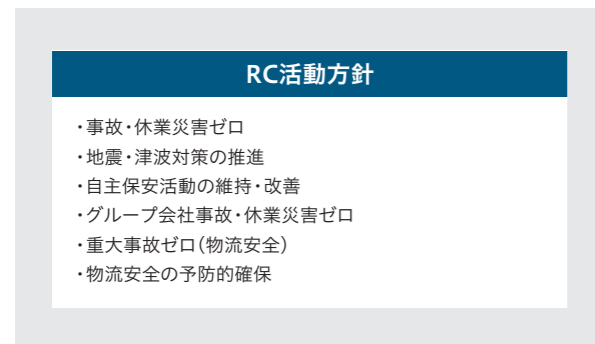 RC活動方針
・事故・休業災害ゼロ
・地震・津波対策の推進
・自主保安活動の維持・改善
・グループ会社事故・休業災害ゼロ
・重大事故ゼロ（物流安全）
・物流安全の予防的確保